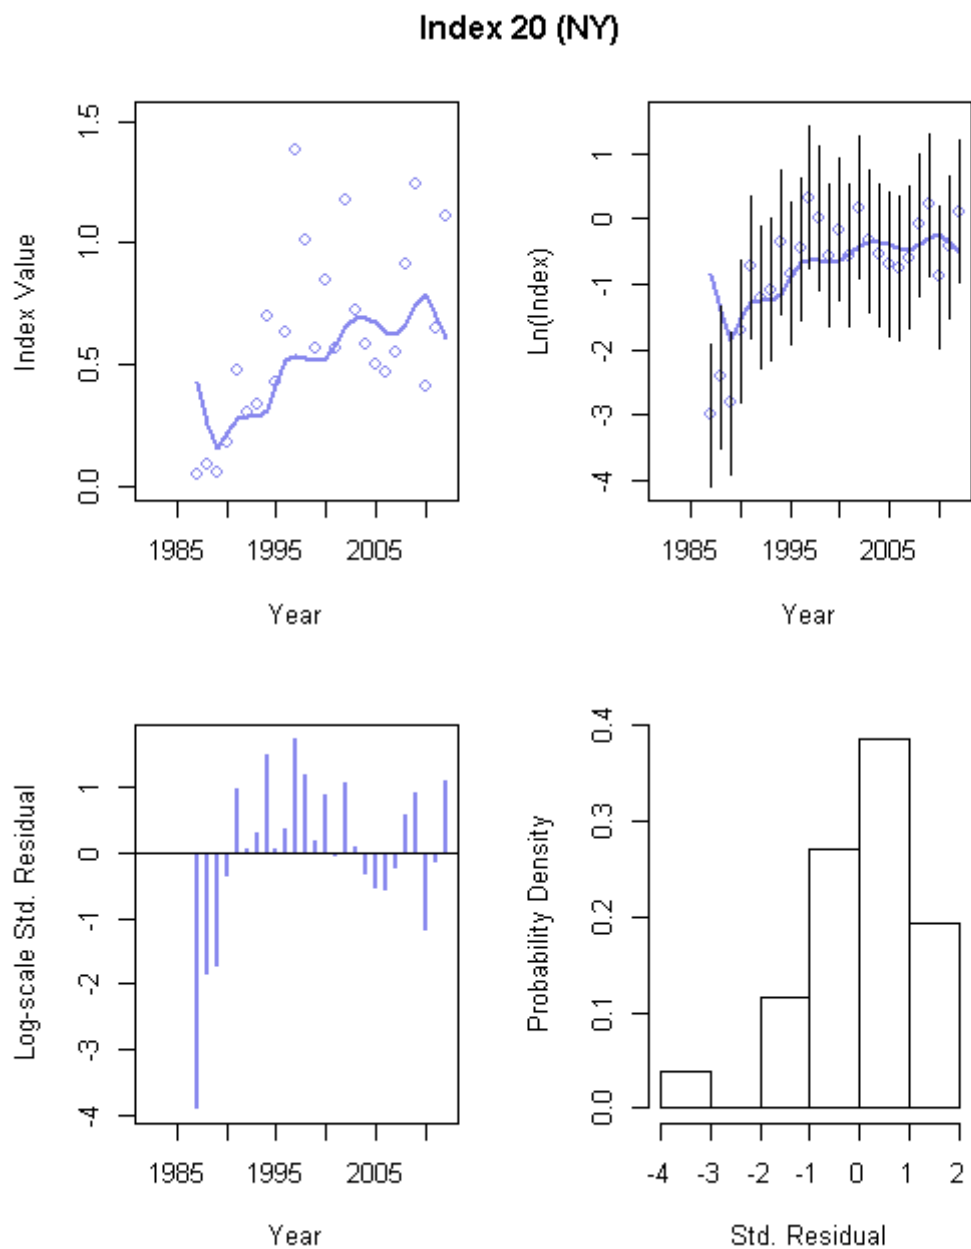 Index 20 (NY)
Index Value
1.5
1.0
0.5
0.0
1985 1995 2005
Year
Ln(Index)
1
0
-1
-2
-3
-4
1985 1995 2005
Year
Log-scale Std. Residual
1
0
-1
-2
-3
-4
1985 1995 2005
Year
Probability Density
0.4
0.3
0.2
0.1
0.0
-4 -3 -2 -1 0 1 2
Std. Residual